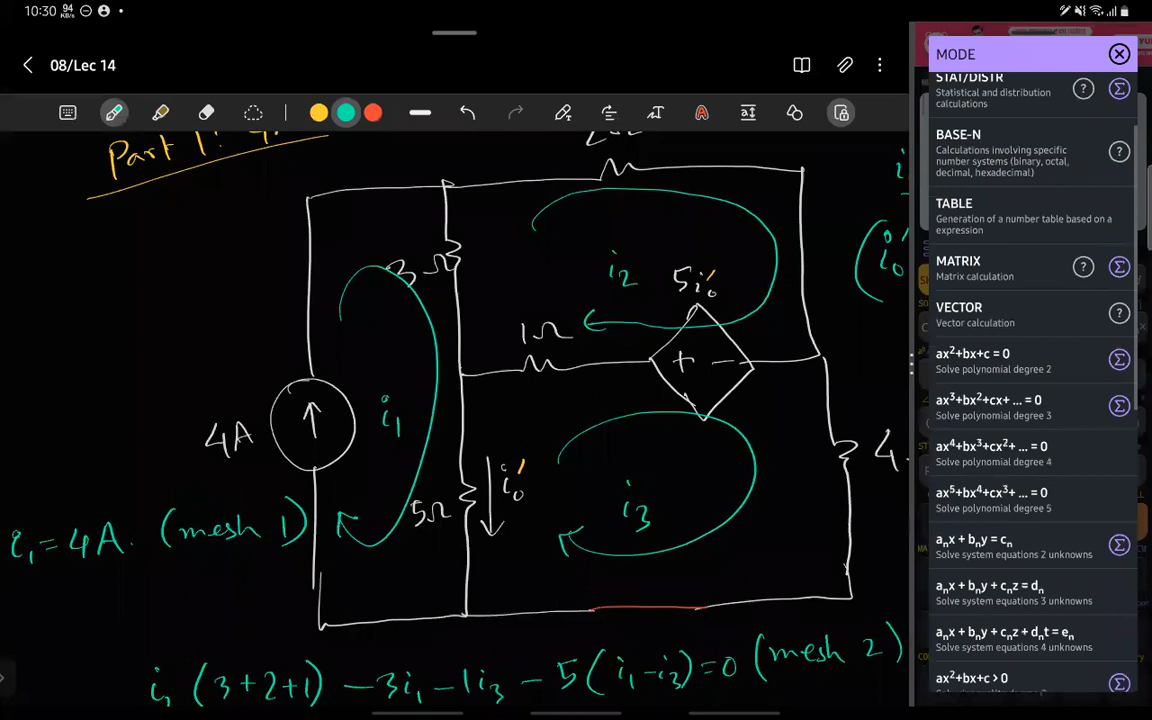 10:30 94 KB/s
08/Lec 14
Part 1:
2Ω
3Ω
i2
5i₀'
1Ω
4A
i₁
i₀'
5Ω
i3
4
i₁ = 4A. (mesh 1)
(3+2+1) - 3i₁ - 1i3 - 5(i₁ - i3) = 0 (mesh 2)
MODE
STAT/DISTR
Statistical and distribution
calculations
BASE-N
Calculations involving specific
number systems (binary, octal,
decimal, hexadecimal)
TABLE
Generation of a number table based on a
expression
MATRIX
Matrix calculation
VECTOR
Vector calculation
ax²+bx+c = 0
Solve polynomial degree 2
ax³+bx²+cx+ ... = 0
Solve polynomial degree 3
ax⁴+bx³+cx²+ ... = 0
Solve polynomial degree 4
ax⁵+bx⁴+cx³+ ... = 0
Solve polynomial degree 5
aₙx + bₙy = cₙ
Solve system equations 2 unknowns
aₙx + bₙy + cₙz = dₙ
Solve system equations 3 unknowns
aₙx + bₙy + cₙz + dₙt = eₙ
Solve system equations 4 unknowns
ax²+bx+c > 0